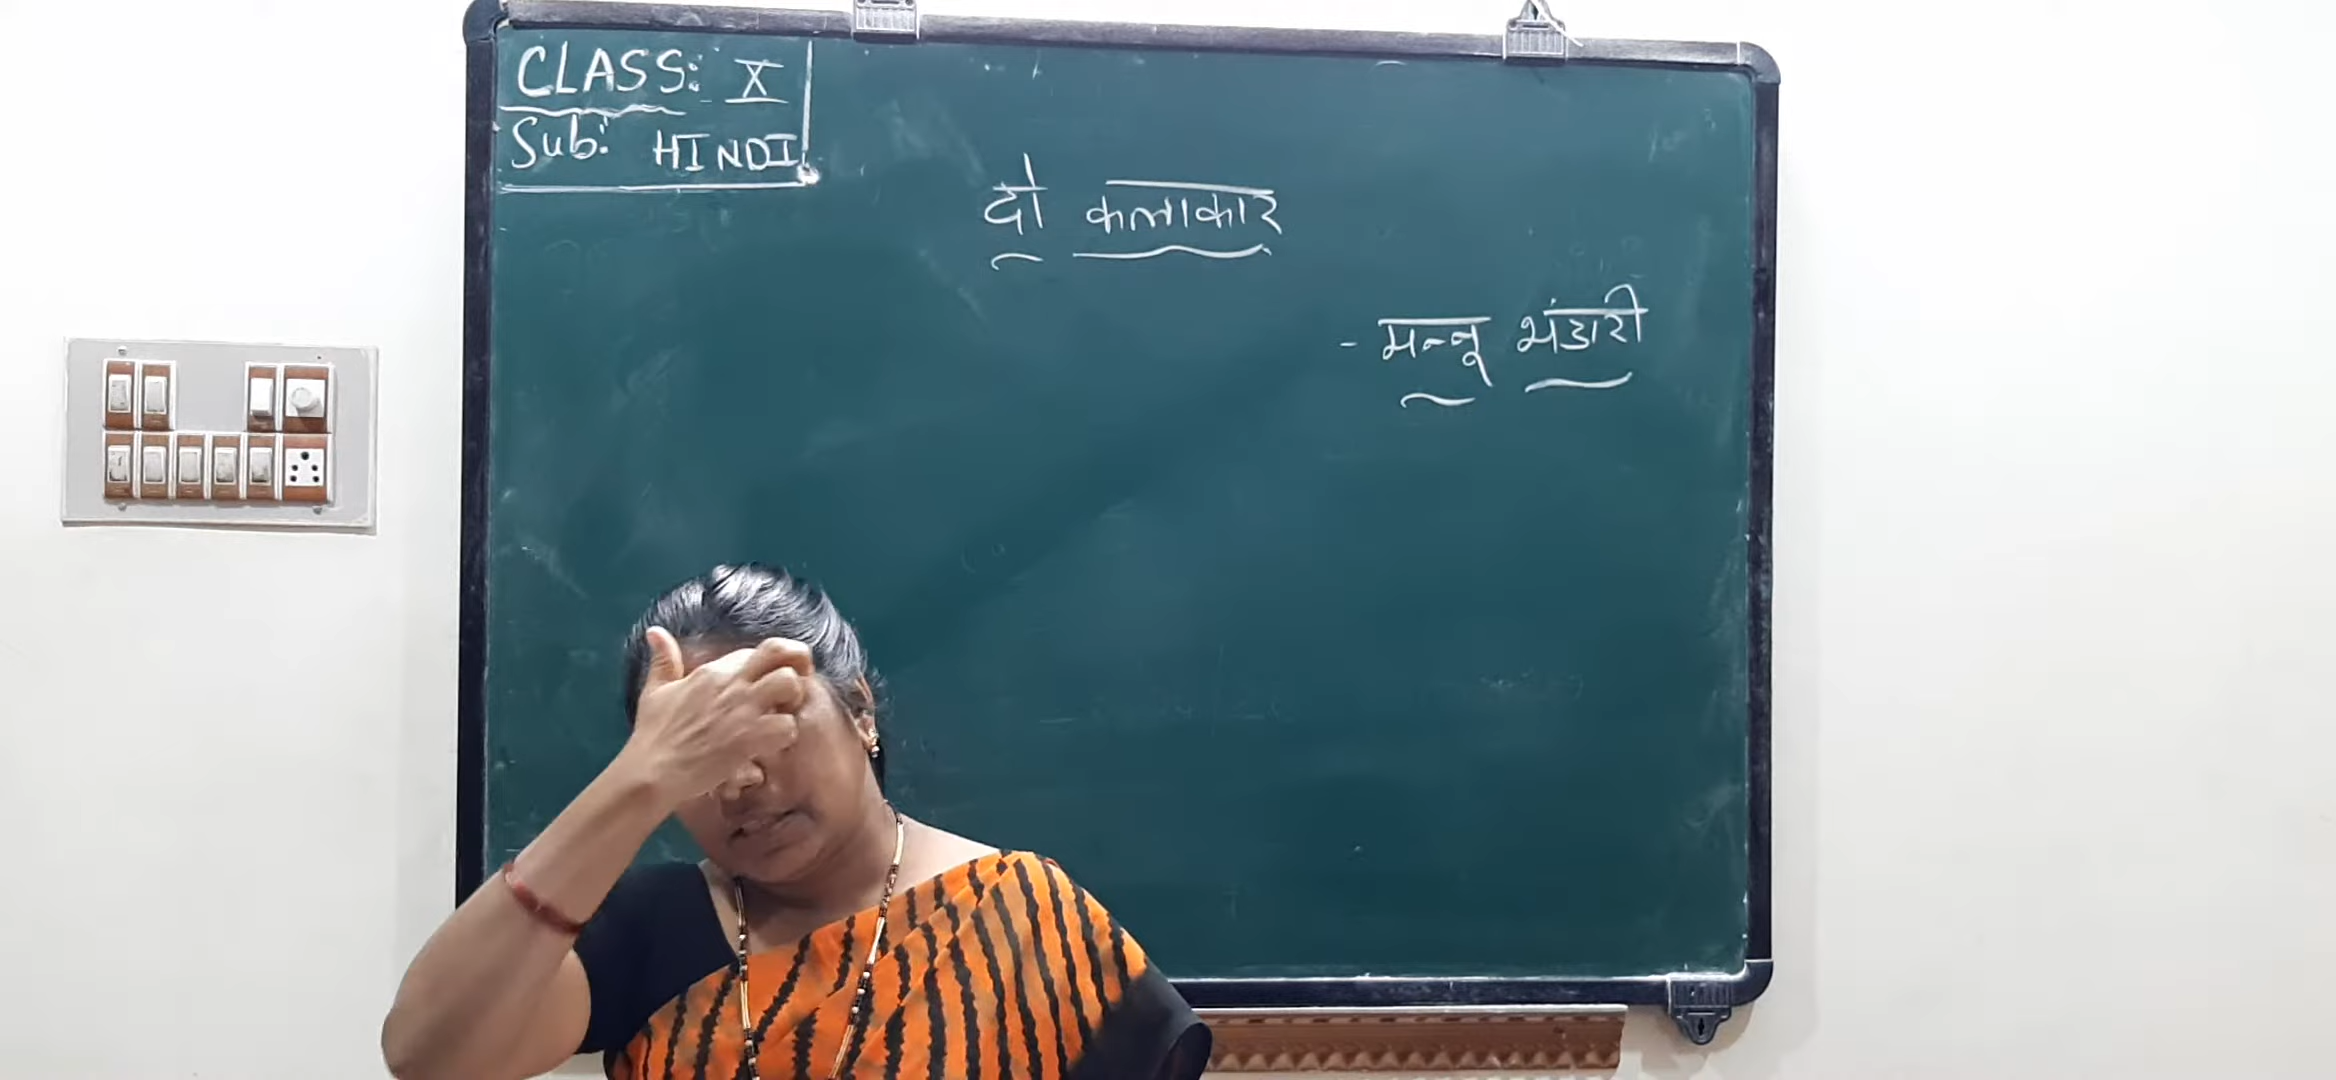 CLASS: X
Sub: HINDI
दो कलाकार
- मन्नू भंडारी